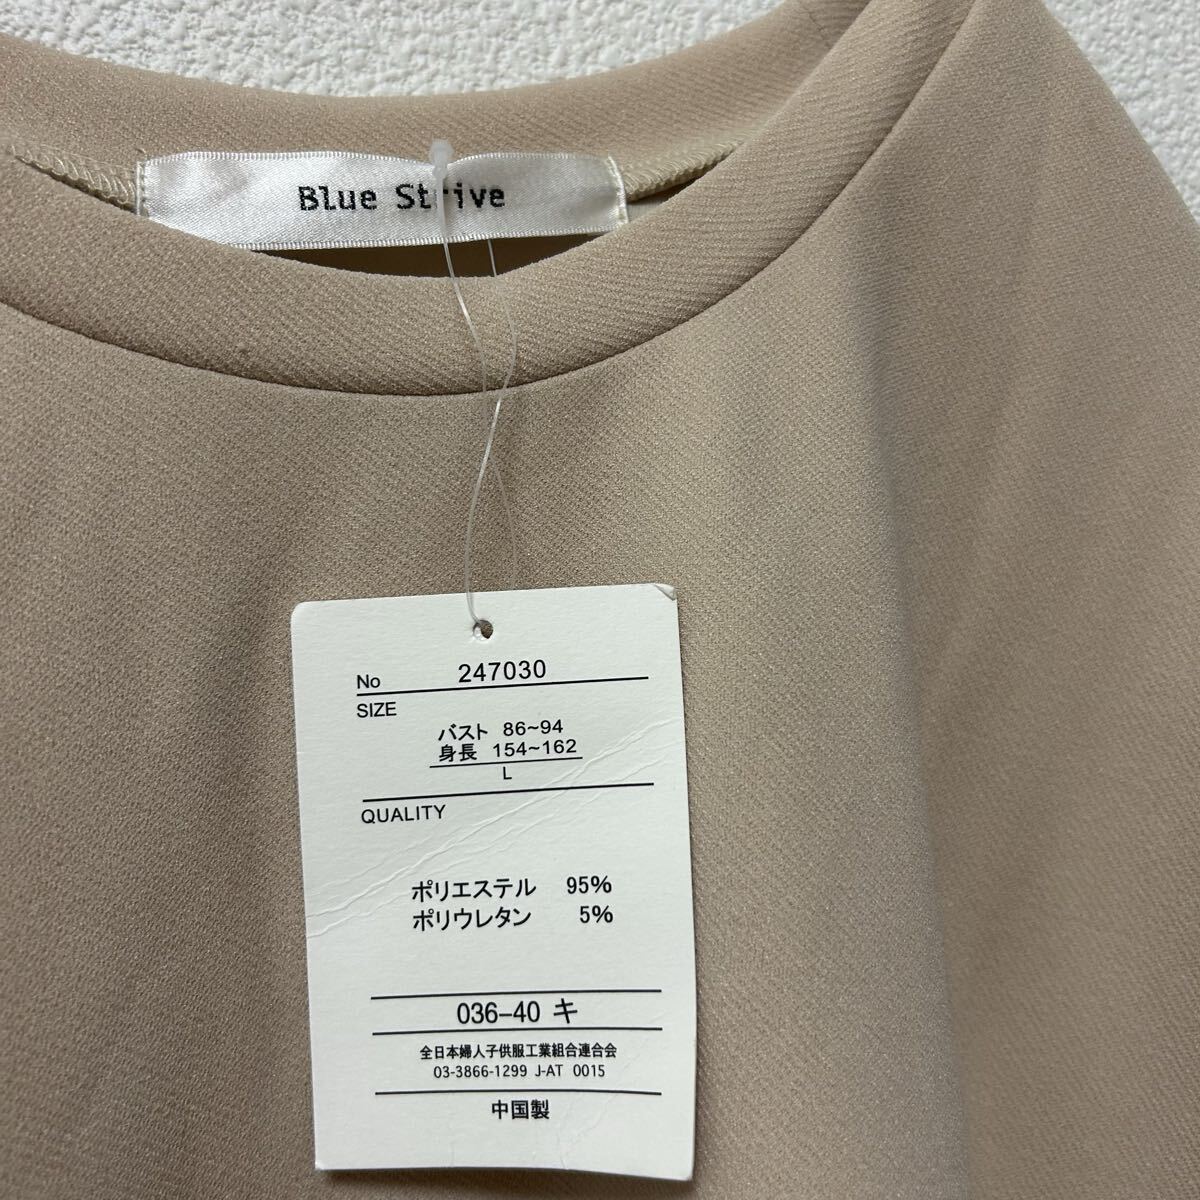 Blue Strive
No 247030
SIZE
バスト 86~94
身長 154~162
L
QUALITY
ポリエステル 95%
ポリウレタン 5%
036-40 キ
全日本婦人子供服工業組合連合会
03-3866-1299 J-AT 0015
中国製